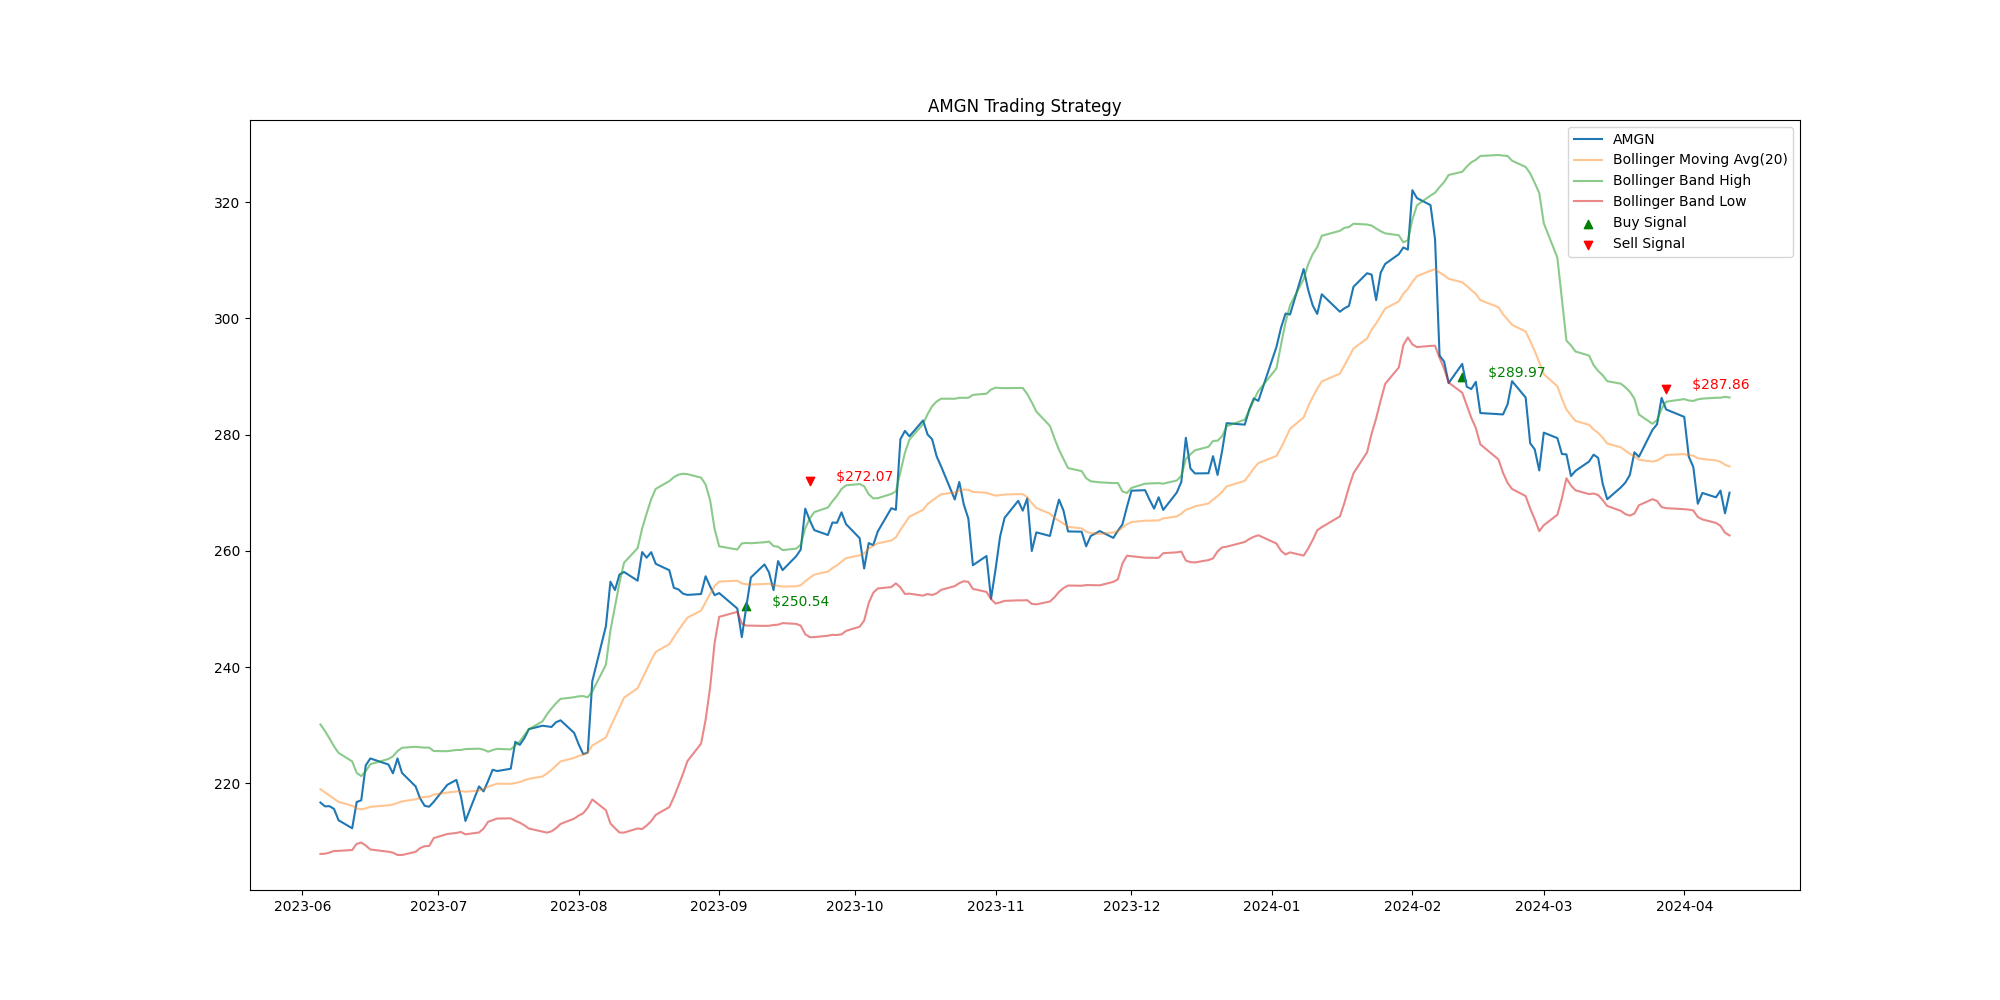 AMGN Trading Strategy
AMGN
Bollinger Moving Avg(20)
Bollinger Band High
Bollinger Band Low
Buy Signal
Sell Signal
320
300
280
260
240
220
$272.07
$250.54
$289.97
$287.86
2023-06 2023-07 2023-08 2023-09 2023-10 2023-11 2023-12 2024-01 2024-02 2024-03 2024-04